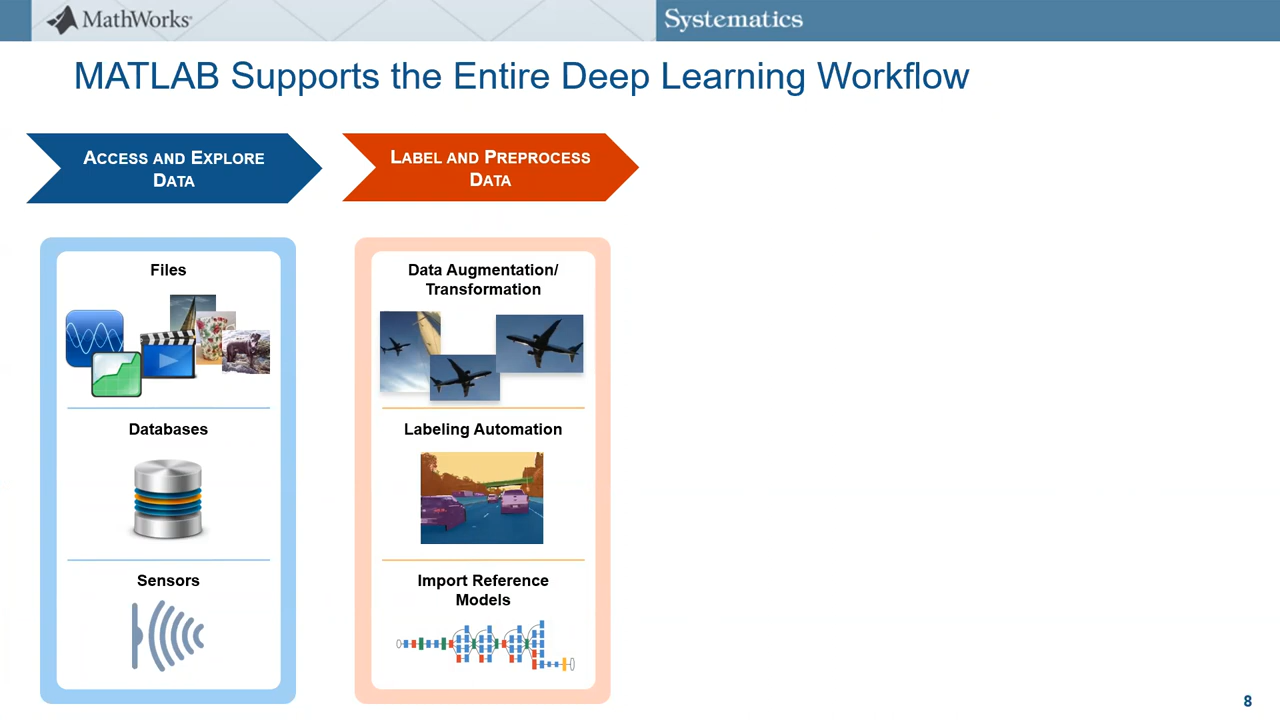 MathWorks
Systematics
MATLAB Supports the Entire Deep Learning Workflow
ACCESS AND EXPLORE
DATA
LABEL AND PREPROCESS
DATA
Files
Databases
Sensors
Data Augmentation/
Transformation
Labeling Automation
Import Reference
Models
8